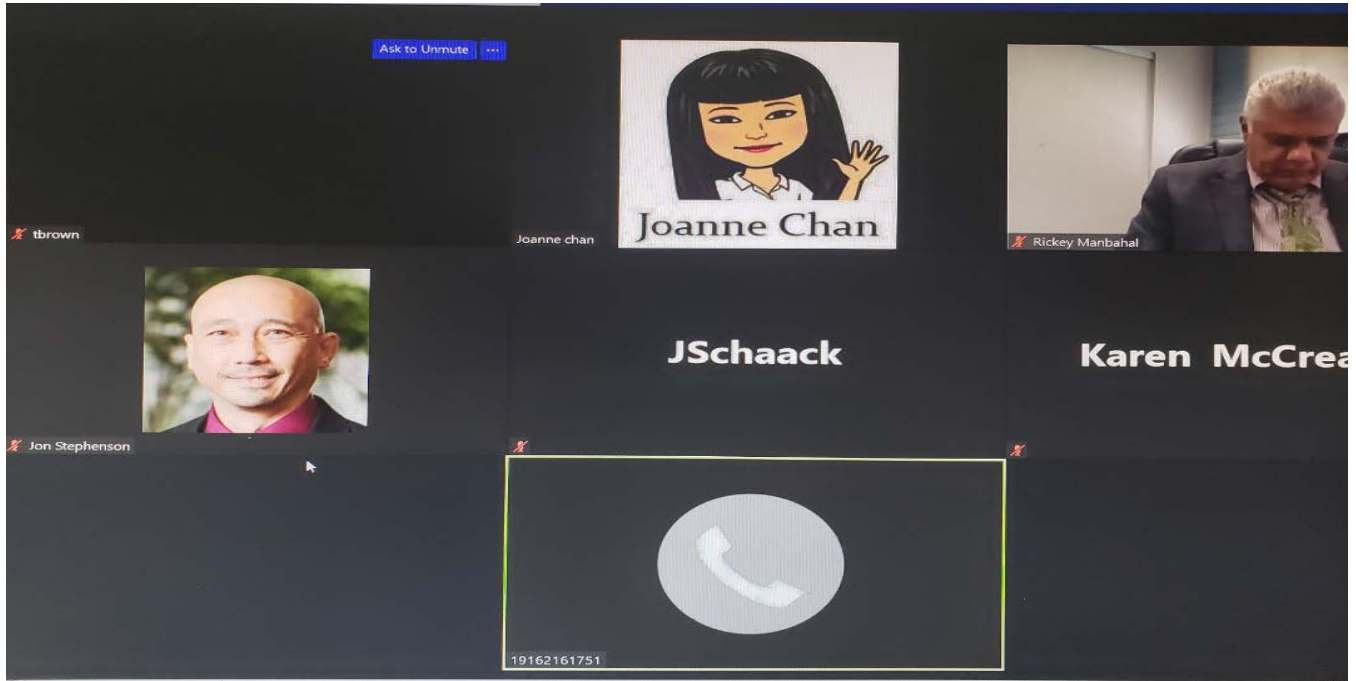 Ask to Unmute ...
tbrown
Joanne Chan
Joanne chan
Rickey Manbahal
Jon Stephenson
JSchaack
Karen McCrea
19162161751